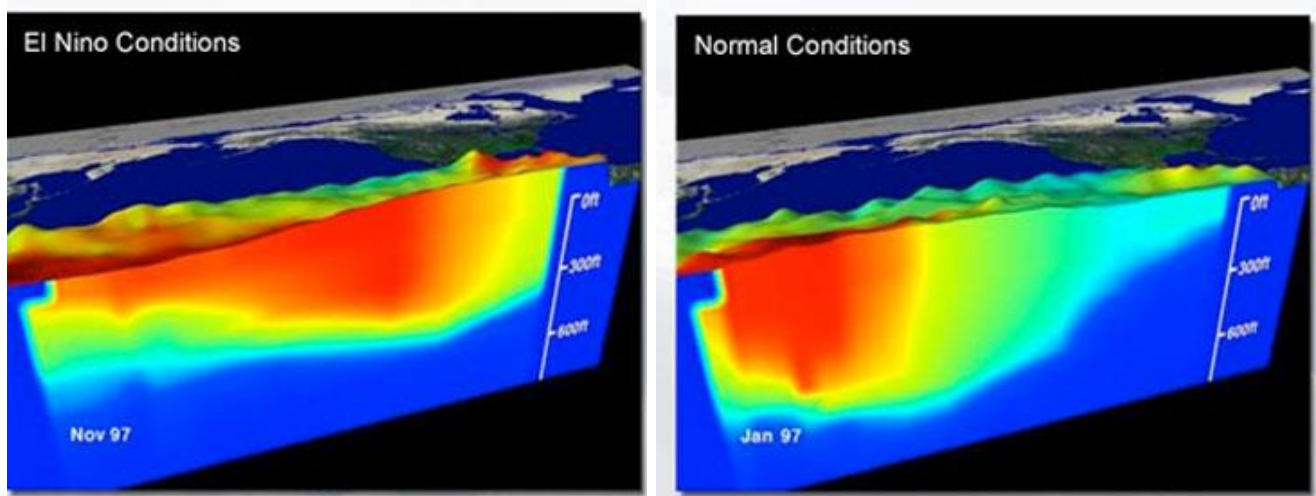 El Nino Conditions
0ft
300ft
600ft
Nov 97
Normal Conditions
0ft
300ft
600ft
Jan 97